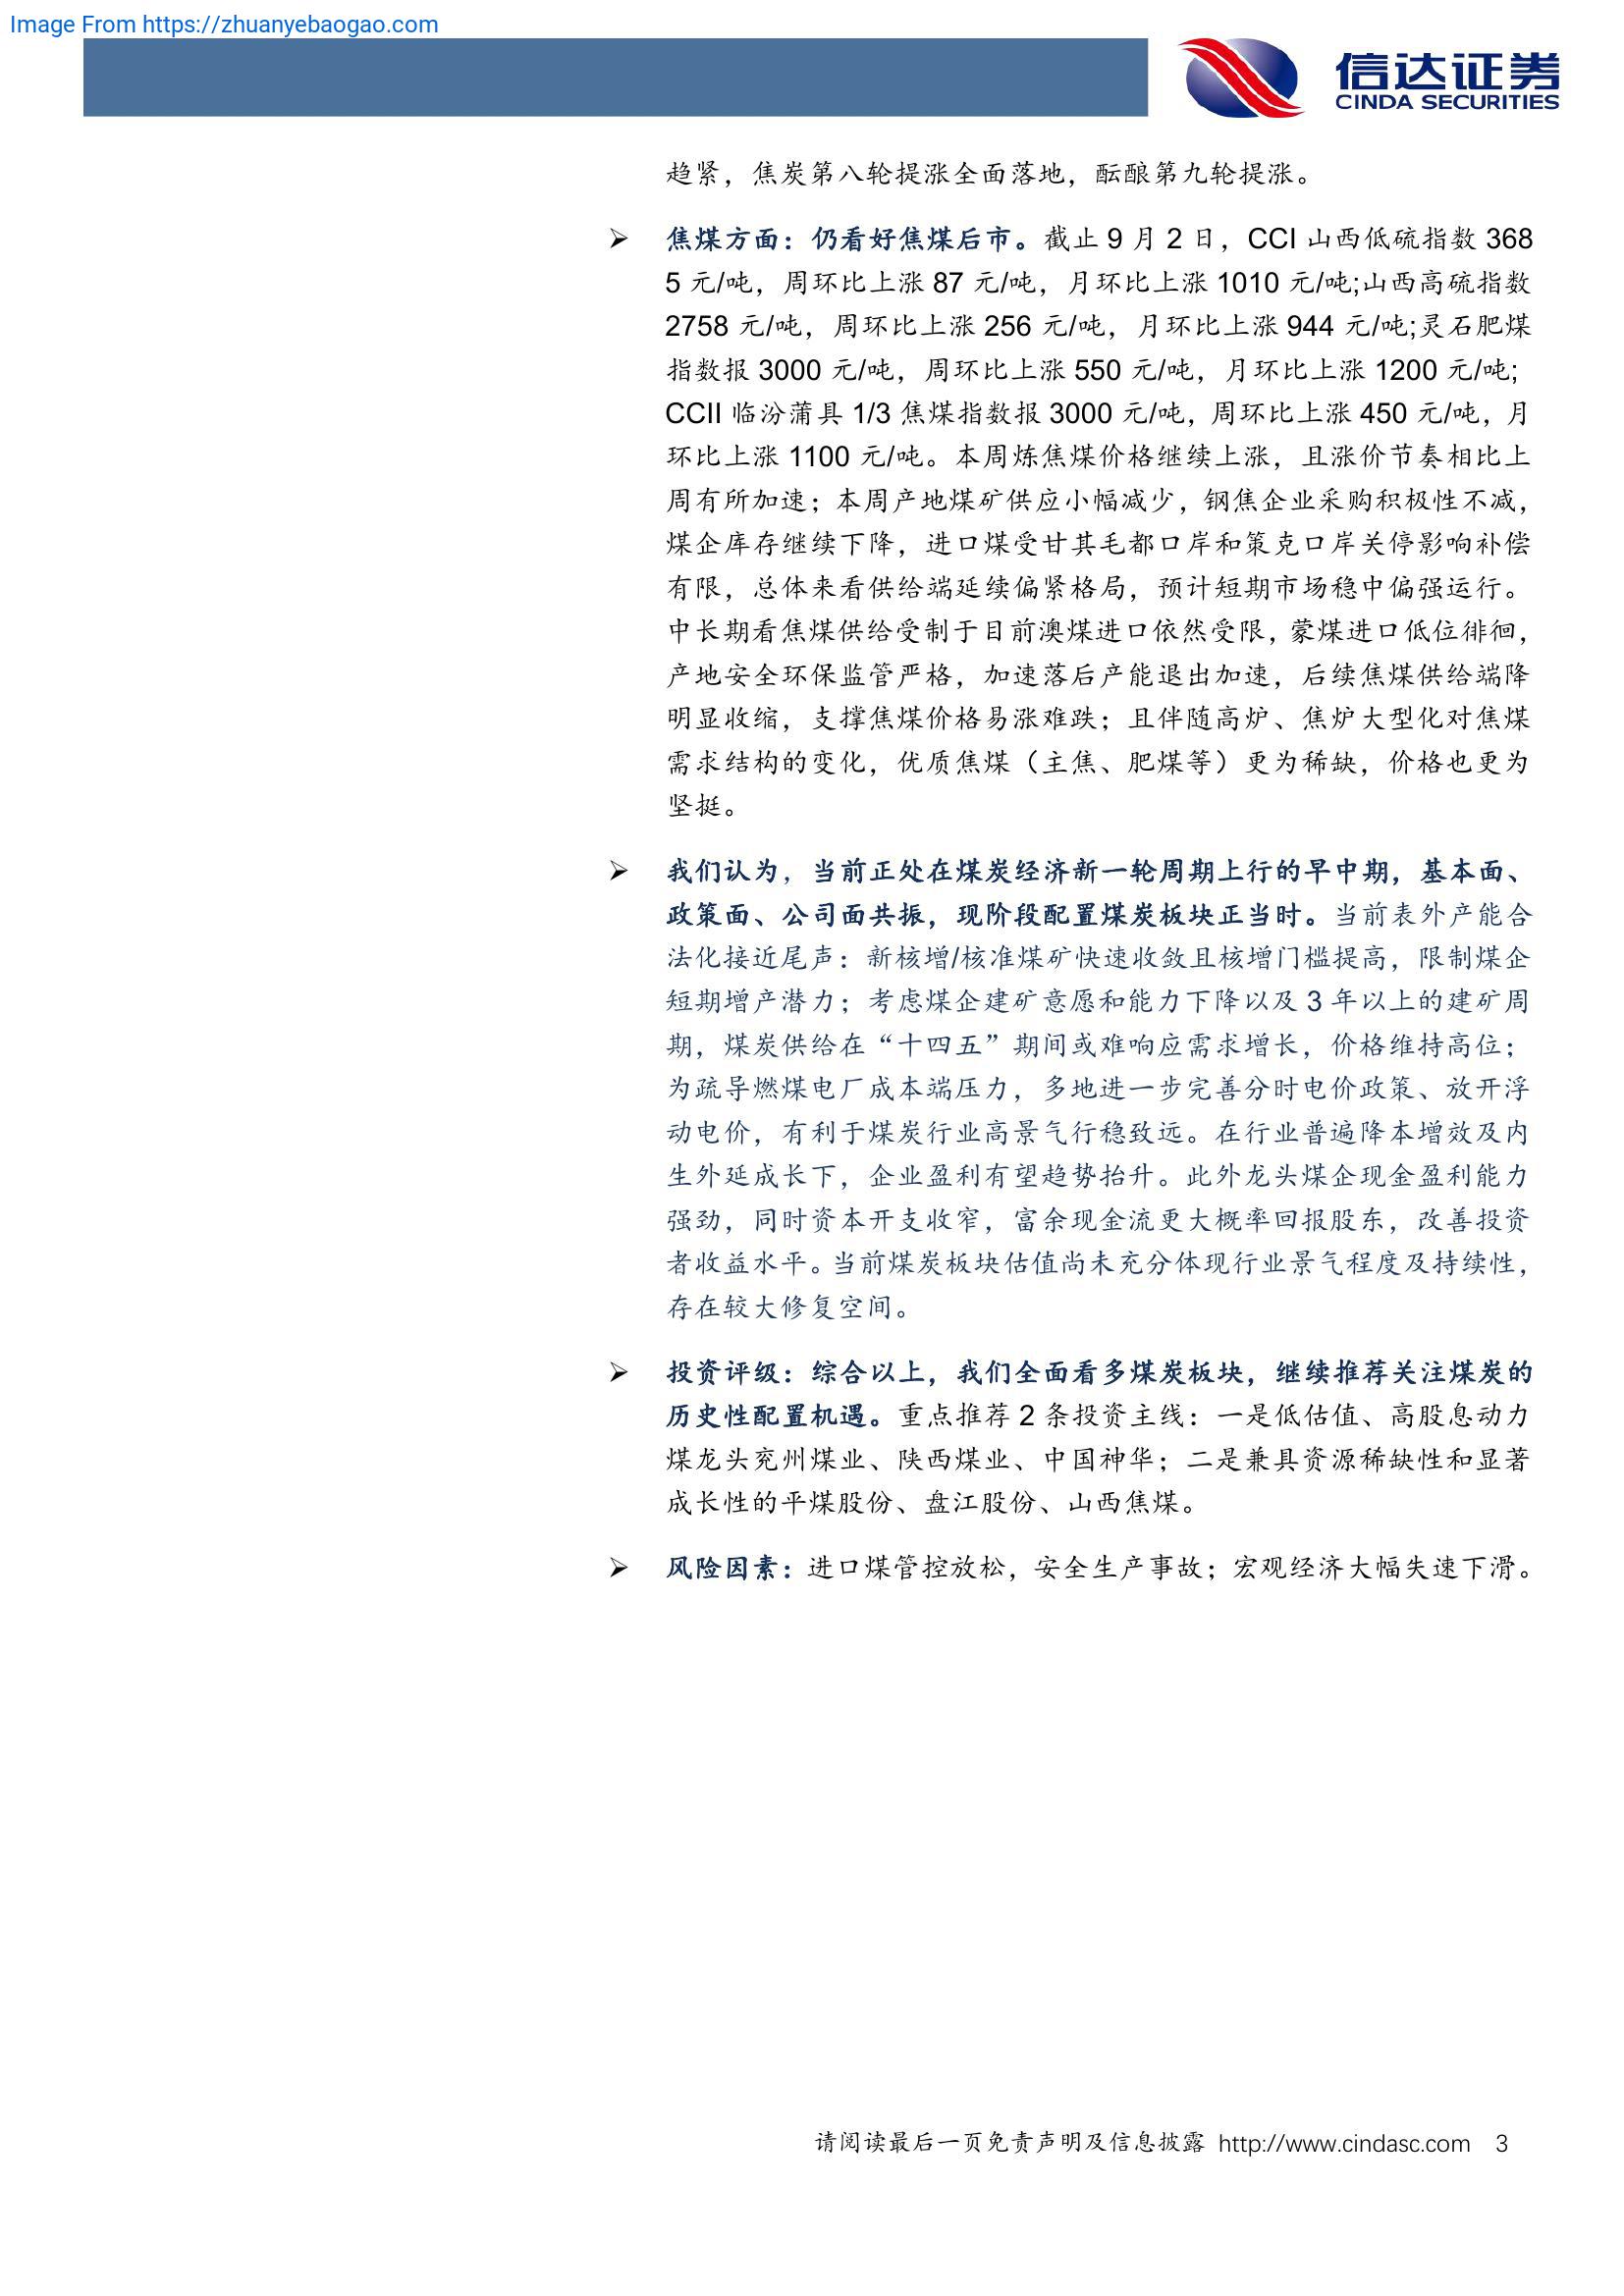 Image From https://zhuanyebaogao.com
信达证券
CINDA SECURITIES
趋紧，焦炭第八轮提涨全面落地，酝酿第九轮提涨。
➢ 焦煤方面：仍看好焦煤后市。截止 9 月 2 日，CCI 山西低硫指数 368
5 元/吨，周环比上涨 87 元/吨，月环比上涨 1010 元/吨;山西高硫指数
2758 元/吨，周环比上涨 256 元/吨，月环比上涨 944 元/吨;灵石肥煤
指数报 3000 元/吨，周环比上涨 550 元/吨，月环比上涨 1200 元/吨;
CCII 临汾蒲具 1/3 焦煤指数报 3000 元/吨，周环比上涨 450 元/吨，月
环比上涨 1100 元/吨。本周炼焦煤价格继续上涨，且涨价节奏相比上
周有所加速；本周产地煤矿供应小幅减少，钢焦企业采购积极性不减，
煤企库存继续下降，进口煤受甘其毛都口岸和策克口岸关停影响补偿
有限，总体来看供给端延续偏紧格局，预计短期市场稳中偏强运行。
中长期看焦煤供给受制于目前澳煤进口依然受限，蒙煤进口低位徘徊，
产地安全环保监管严格，加速落后产能退出加速，后续焦煤供给端降
明显收缩，支撑焦煤价格易涨难跌；且伴随高炉、焦炉大型化对焦煤
需求结构的变化，优质焦煤（主焦、肥煤等）更为稀缺，价格也更为
坚挺。
➢ 我们认为，当前正处在煤炭经济新一轮周期上行的早中期，基本面、
政策面、公司面共振，现阶段配置煤炭板块正当时。当前表外产能合
法化接近尾声：新核增/核准煤矿快速收敛且核增门槛提高，限制煤企
短期增产潜力；考虑煤企建矿意愿和能力下降以及 3 年以上的建矿周
期，煤炭供给在“十四五”期间或难响应需求增长，价格维持高位；
为疏导燃煤电厂成本端压力，多地进一步完善分时电价政策、放开浮
动电价，有利于煤炭行业高景气行稳致远。在行业普遍降本增效及内
生外延成长下，企业盈利有望趋势抬升。此外龙头煤企现金盈利能力
强劲，同时资本开支收窄，富余现金流更大概率回报股东，改善投资
者收益水平。当前煤炭板块估值尚未充分体现行业景气程度及持续性，
存在较大修复空间。
➢ 投资评级：综合以上，我们全面看多煤炭板块，继续推荐关注煤炭的
历史性配置机遇。重点推荐 2 条投资主线：一是低估值、高股息动力
煤龙头兖州煤业、陕西煤业、中国神华；二是兼具资源稀缺性和显著
成长性的平煤股份、盘江股份、山西焦煤。
➢ 风险因素：进口煤管控放松，安全生产事故；宏观经济大幅失速下滑。
请阅读最后一页免责声明及信息披露 http://www.cindasc.com 3